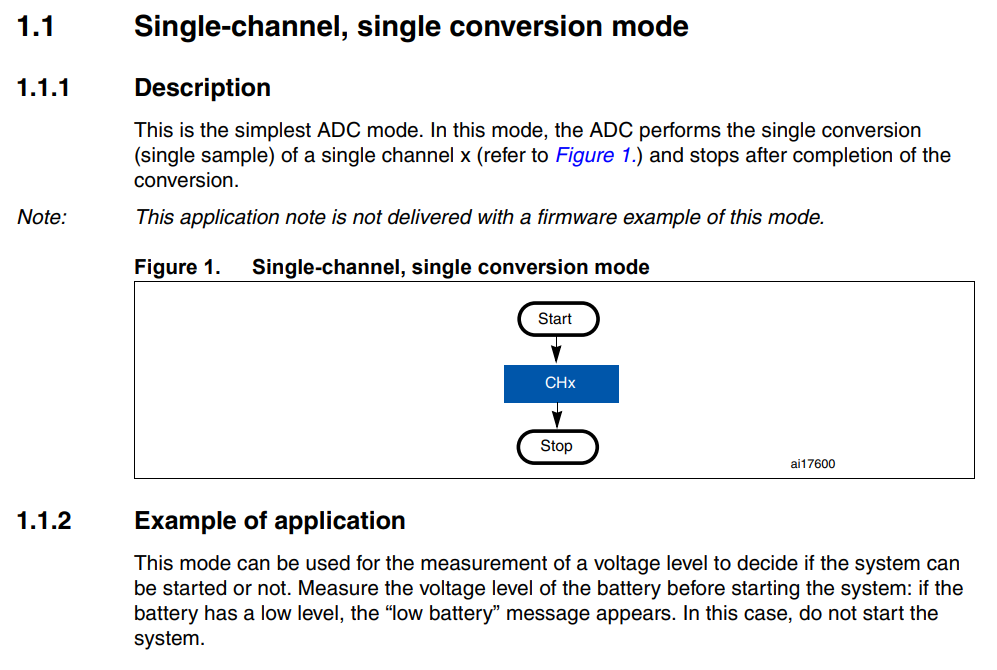 1.1 Single-channel, single conversion mode
1.1.1 Description
This is the simplest ADC mode. In this mode, the ADC performs the single conversion
(single sample) of a single channel x (refer to Figure 1.) and stops after completion of the
conversion.
Note: This application note is not delivered with a firmware example of this mode.
Figure 1. Single-channel, single conversion mode
Start
CHx
Stop
ai17600
1.1.2 Example of application
This mode can be used for the measurement of a voltage level to decide if the system can
be started or not. Measure the voltage level of the battery before starting the system: if the
battery has a low level, the “low battery” message appears. In this case, do not start the
system.